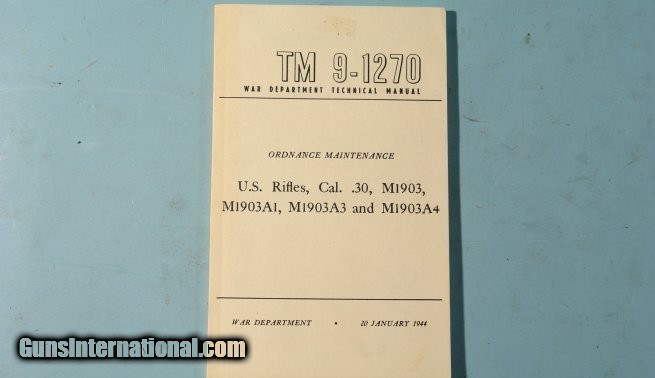 TM 9-1270
WAR DEPARTMENT TECHNICAL MANUAL
ORDNANCE MAINTENANCE
U.S. Rifles, Cal. .30, M1903,
M1903A1, M1903A3 and M1903A4
WAR DEPARTMENT • 20 JANUARY 1944
GunsInternational.com